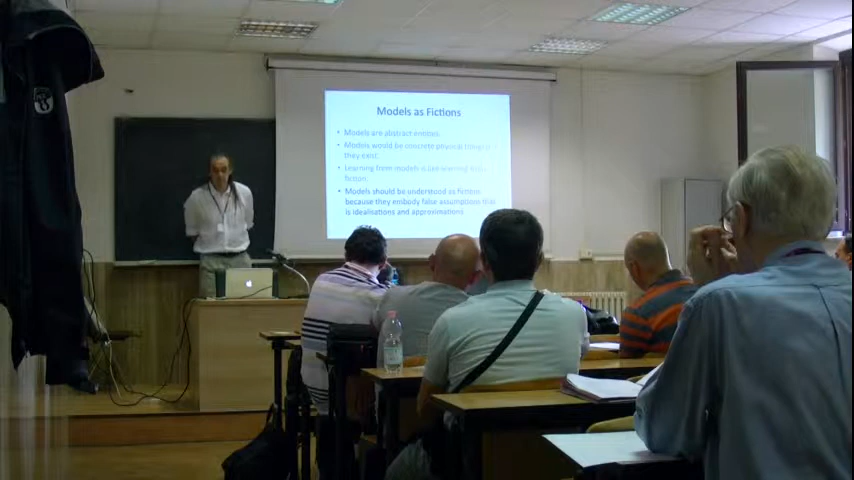 Models as Fictions
• Models are abstract entities.
• Models would be concrete physical things if
they exist.
• Learning from models is like learning from
fiction.
• Models should be understood as fictions
because they embody false assumptions that
is idealisations and approximations